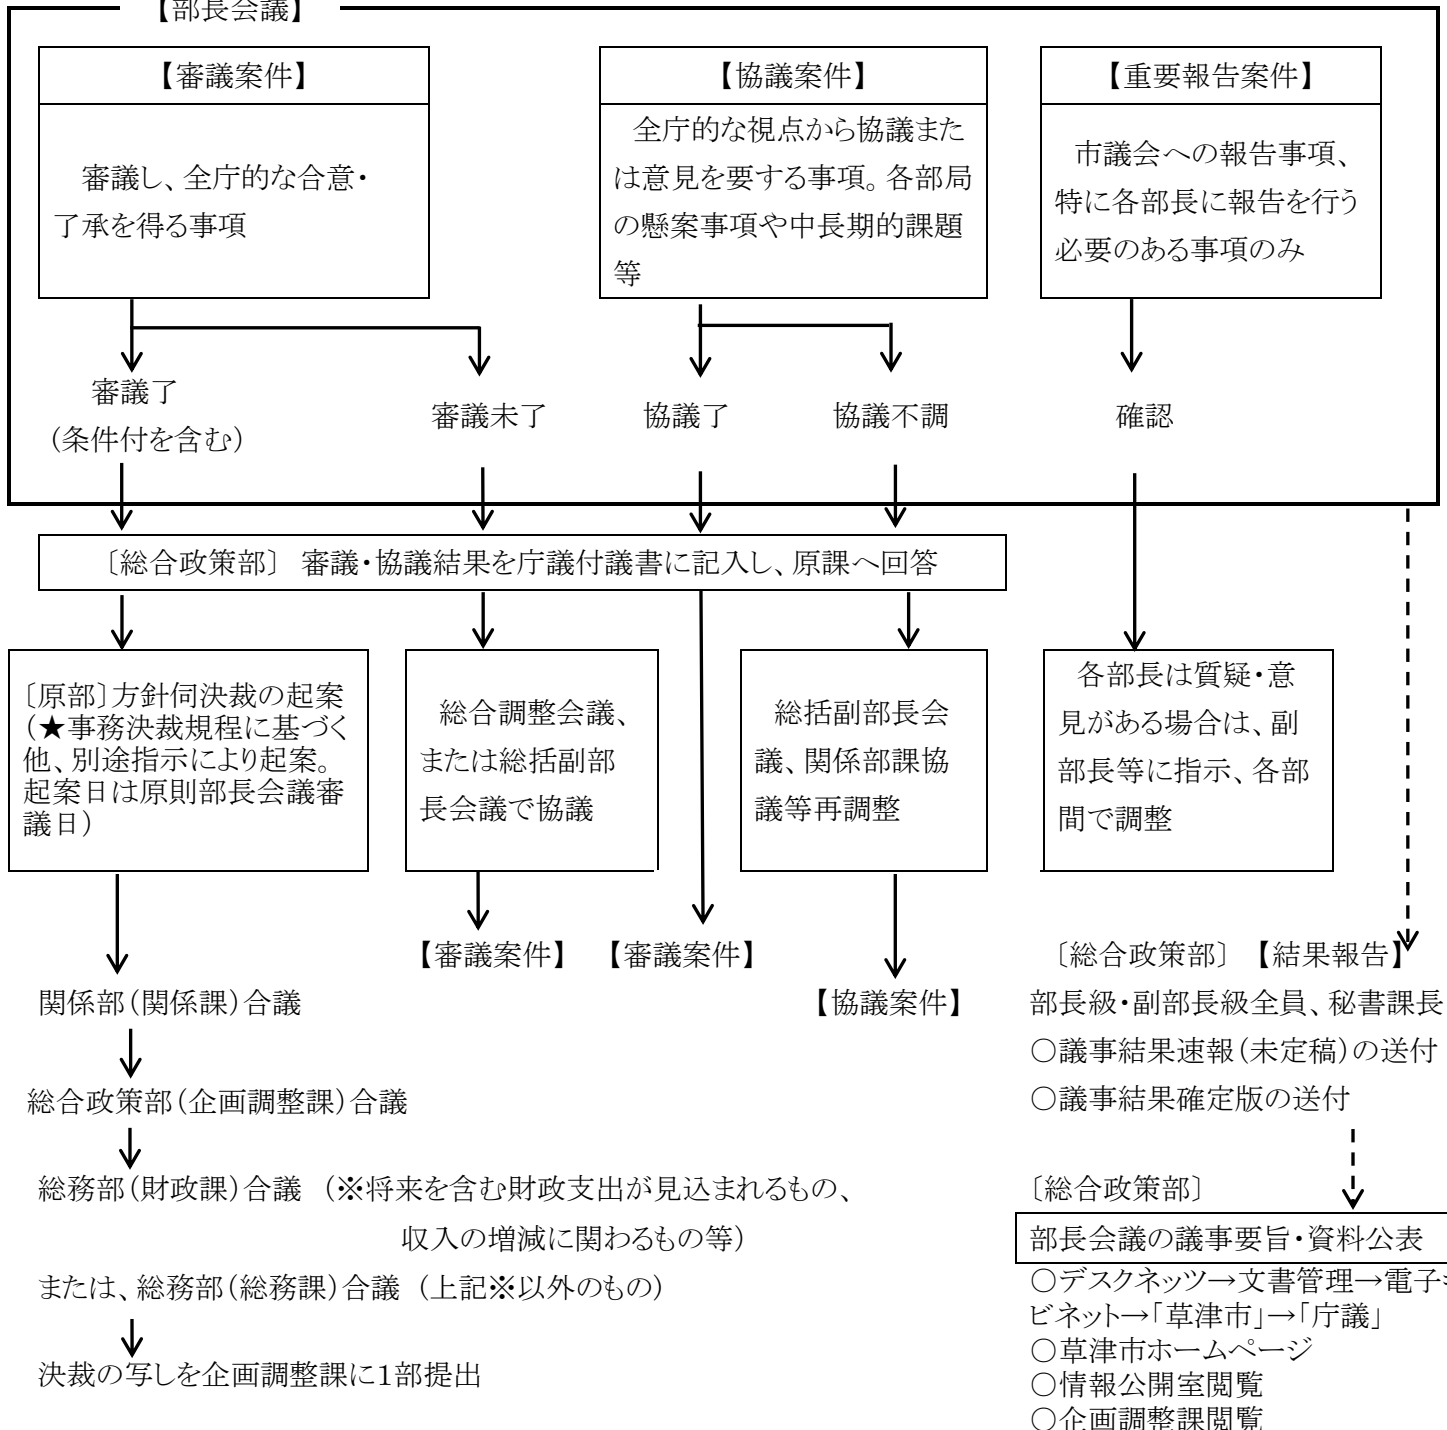 【部長会議】
【審議案件】
審議し、全庁的な合意・
了承を得る事項
【協議案件】
全庁的な視点から協議また
は意見を要する事項。各部局
の懸案事項や中長期的課題
等
【重要報告案件】
市議会への報告事項、
特に各部長に報告を行う
必要のある事項のみ
審議了
(条件付を含む)
審議未了
協議了
協議不調
確認
〔総合政策部〕 審議・協議結果を庁議付議書に記入し、原課へ回答
〔原部〕方針伺決裁の起案
(★事務決裁規程に基づく
他、別途指示により起案。
起案日は原則部長会議審
議日)
総合調整会議、
または総括副部
長会議で協議
総括副部長会
議、関係部課協
議等再調整
各部長は質疑・意
見がある場合は、副
部長等に指示、各部
間で調整
【審議案件】
【審議案件】
【協議案件】
関係部(関係課)合議
総合政策部(企画調整課)合議
総務部(財政課)合議 (※将来を含む財政支出が見込まれるもの、
収入の増減に関わるもの等)
または、総務部(総務課)合議 (上記※以外のもの)
決裁の写しを企画調整課に1部提出
〔総合政策部〕【結果報告】
部長級・副部長級全員、秘書課長
○議事結果速報(未定稿)の送付
○議事結果確定版の送付
〔総合政策部〕
部長会議の議事要旨・資料公表
○デスクネッツ→文書管理→電子
ビネット→「草津市」→「庁議」
○草津市ホームページ
○情報公開室閲覧
○企画調整課閲覧